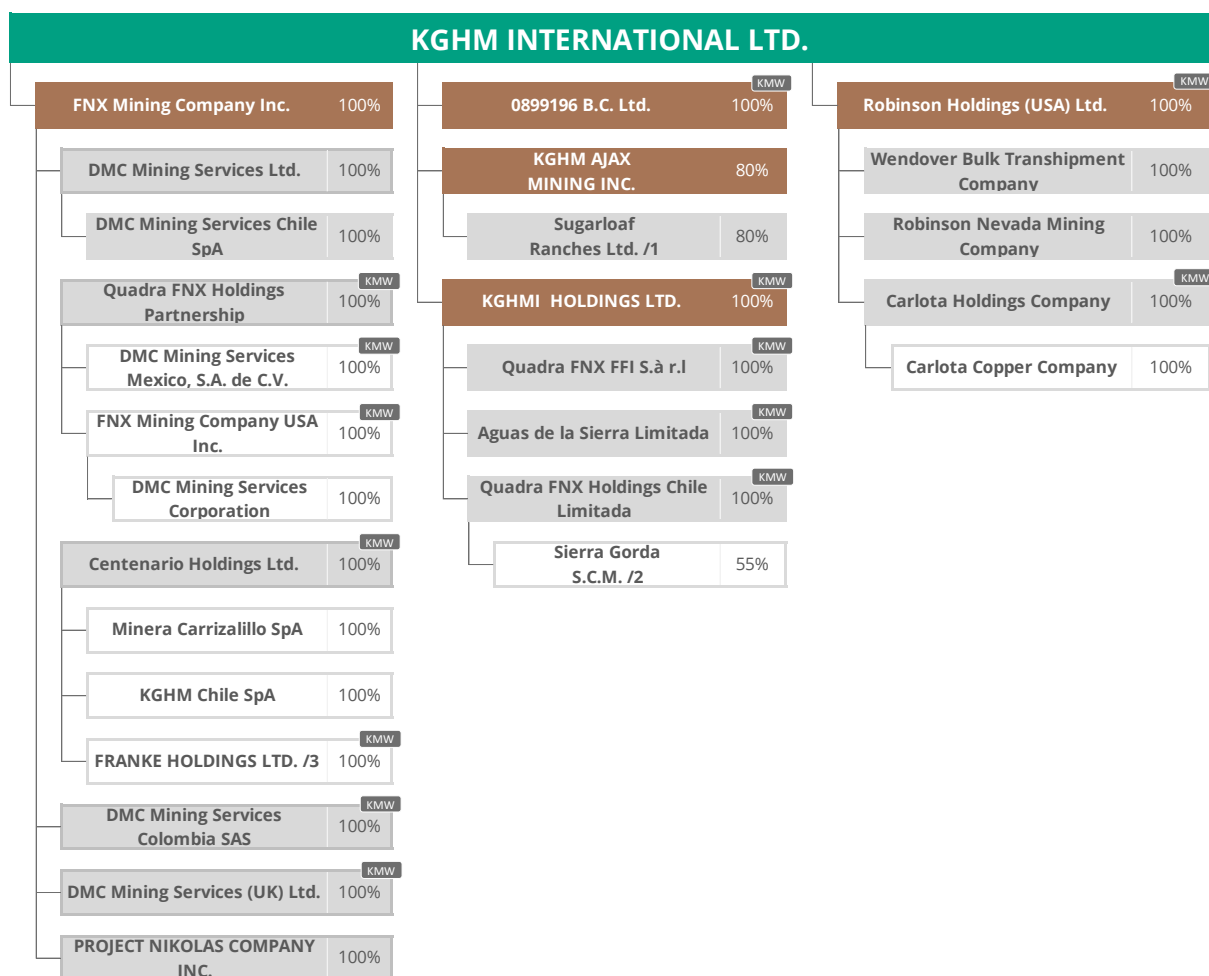 KGHM INTERNATIONAL LTD.
FNX Mining Company Inc. 100%
DMC Mining Services Ltd. 100%
DMC Mining Services Chile
SpA
100%
KMW
Quadra FNX Holdings
Partnership
100%
KMW
DMC Mining Services
Mexico, S.A. de C.V.
100%
KMW
FNX Mining Company USA
Inc.
100%
DMC Mining Services
Corporation
100%
KMW
Centenario Holdings Ltd. 100%
Minera Carrizalillo SpA 100%
KGHM Chile SpA 100%
KMW
FRANKE HOLDINGS LTD. /3 100%
KMW
DMC Mining Services
Colombia SAS
100%
KMW
DMC Mining Services (UK) Ltd. 100%
PROJECT NIKOLAS COMPANY
INC.
100%
KMW
0899196 B.C. Ltd. 100%
KGHM AJAX
MINING INC.
80%
Sugarloaf
Ranches Ltd. /1
80%
KMW
KGHMI HOLDINGS LTD. 100%
KMW
Quadra FNX FFI S.à r.l 100%
KMW
Aguas de la Sierra Limitada 100%
KMW
Quadra FNX Holdings Chile
Limitada
100%
Sierra Gorda
S.C.M. /2
55%
KMW
Robinson Holdings (USA) Ltd. 100%
Wendover Bulk Transhipment
Company
100%
Robinson Nevada Mining
Company
100%
KMW
Carlota Holdings Company 100%
Carlota Copper Company 100%